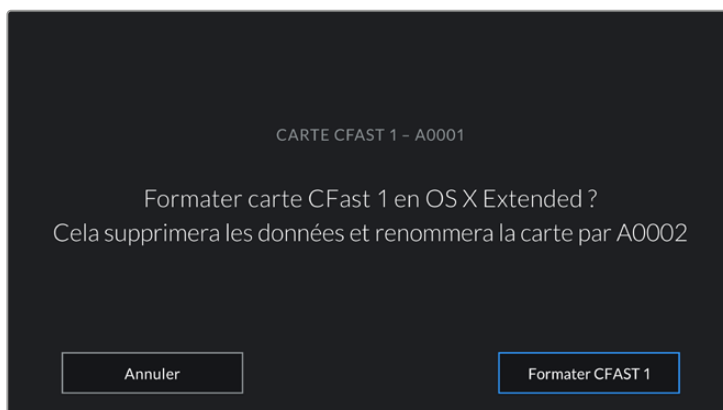 CARTE CFAST 1 – A0001
Formater carte CFast 1 en OS X Extended ?
Cela supprimera les données et renommera la carte par A0002
Annuler
Formater CFAST 1